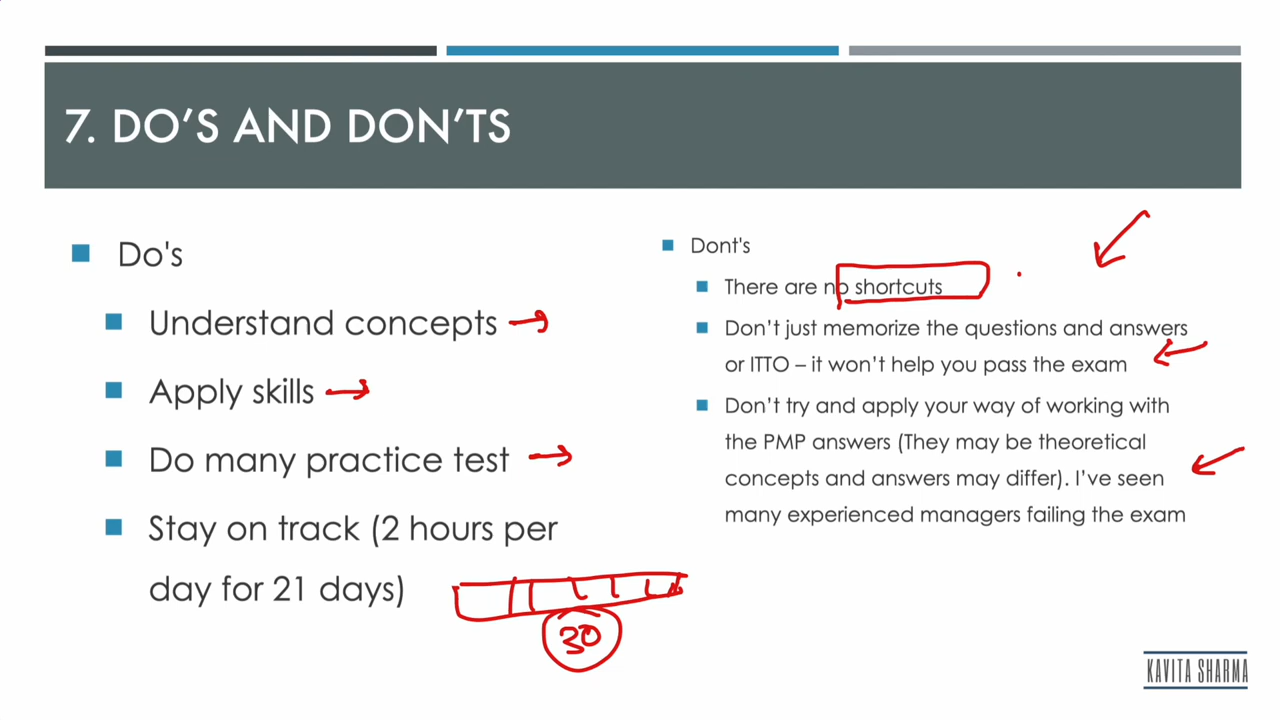 7. DO’S AND DON’TS
Do's
Understand concepts
Apply skills
Do many practice test
Stay on track (2 hours per
day for 21 days)
30
Dont's
There are no shortcuts
Don’t just memorize the questions and answers
or ITTO – it won’t help you pass the exam
Don’t try and apply your way of working with
the PMP answers (They may be theoretical
concepts and answers may differ). I’ve seen
many experienced managers failing the exam
KAVITA SHARMA